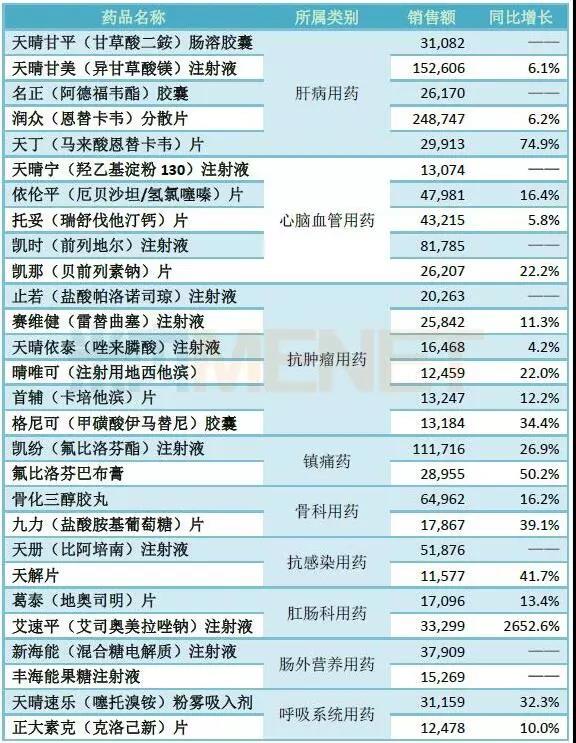 药品名称 所属类别 销售额 同比增长
天晴甘平（甘草酸二銨）肠溶胶囊 31,082 ——
天晴甘美（异甘草酸镁）注射液 152,606 6.1%
名正（阿德福韦酯）胶囊 肝病用药 26,170 ——
润众（恩替卡韦）分散片 248,747 6.2%
天丁（马来酸恩替卡韦）片 29,913 74.9%
天晴宁（羟乙基淀粉130）注射液 13,074 ——
依伦平（厄贝沙坦/氢氯噻嗪）片 47,981 16.4%
托妥（瑞舒伐他汀钙）片 心脑血管用药 43,215 5.8%
凯时（前列地尔）注射液 81,785 ——
凯那（贝前列素钠）片 26,207 22.2%
止若（盐酸帕洛诺司琼）注射液 20,263 ——
赛维健（雷替曲塞）注射液 25,842 11.3%
天晴依泰（唑来膦酸）注射液 抗肿瘤用药 16,468 4.2%
晴唯可（注射用地西他滨） 12,459 22.0%
首辅（卡培他滨）片 13,247 12.2%
格尼可（甲磺酸伊马替尼）胶囊 13,184 34.4%
凯纷（氟比洛芬酯）注射液 镇痛药 111,716 26.9%
氟比洛芬巴布膏 28,955 50.2%
骨化三醇胶丸 骨科用药 64,962 16.2%
九力（盐酸胺基葡萄糖）片 17,867 39.1%
天册（比阿培南）注射液 抗感染用药 51,876 ——
天解片 11,577 41.7%
葛泰（地奥司明）片 肛肠科用药 17,096 13.4%
艾速平（艾司奥美拉唑钠）注射液 33,299 2652.6%
新海能（混合糖电解质）注射液 肠外营养用药 37,909 ——
丰海能果糖注射液 15,269 ——
天晴速乐（噻托溴铵）粉雾吸入剂 呼吸系统用药 31,159 32.3%
正大素克（克洛己新）片 12,478 10.0%